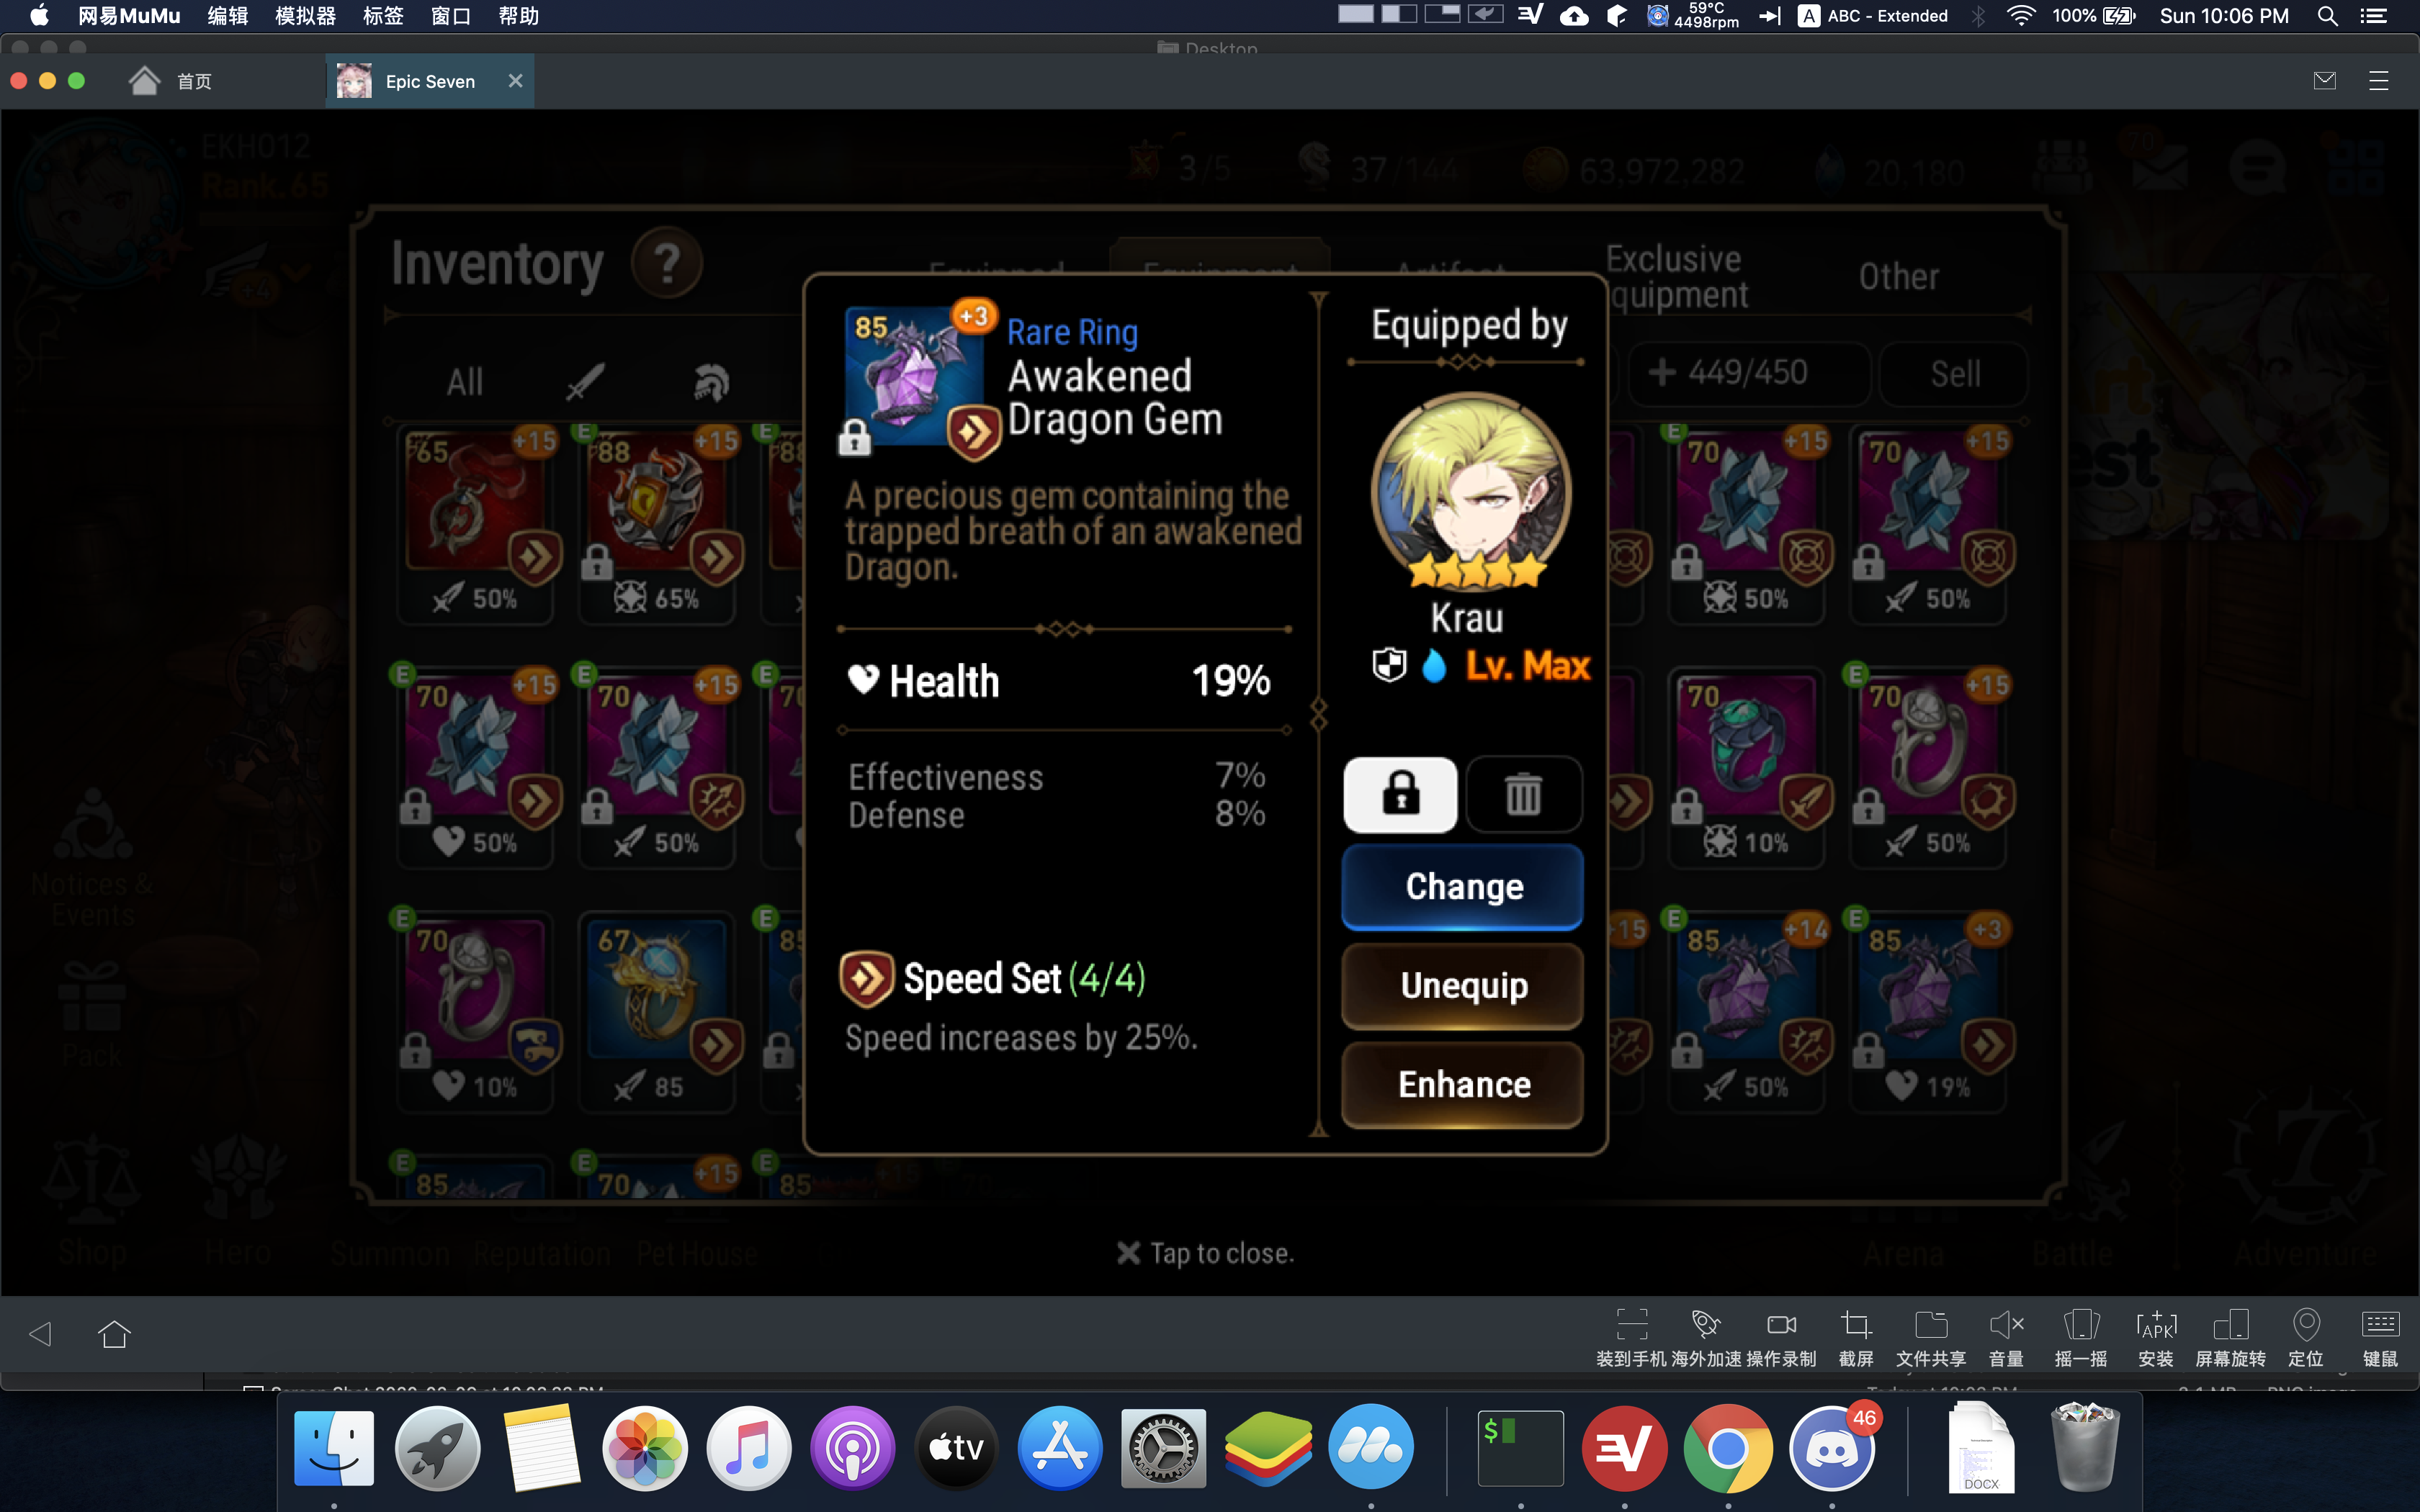 网易MuMu 编辑 模拟器 标签 窗口 帮助
59°C
4498rpm
A ABC - Extended
100%
Sun 10:06 PM
Desktop
首页
Epic Seven
EKH012
Rank.65
3/5
37/144
63,972,282
20,180
70
+4
Inventory
?
Equipped
Equipment
Artifact
Exclusive
quipment
Other
All
449/450
Sell
65 +15
50%
E 88 +15
65%
E 88
E 70 +15
50%
70 +15
50%
E 70 +15
50%
E 70 +15
50%
E 70
70
10%
E 70 +15
50%
E 70
10%
67
85
E 85
+15
E 85 +14
50%
E 85 +3
19%
E 85
E 70 +15
E 85 +15
85 +3
Rare Ring
Awakened
Dragon Gem
A precious gem containing the
trapped breath of an awakened
Dragon.
Health 19%
Effectiveness 7%
Defense 8%
Speed Set (4/4)
Speed increases by 25%.
Equipped by
Krau
Lv. Max
Change
Unequip
Enhance
Tap to close.
Notices &
Events
Pack
Shop
Hero
Summon
Reputation
Pet House
Arena
Battle
Adventure
装到手机
海外加速
操作录制
截屏
文件共享
音量
摇一摇
APK
安装
屏幕旋转
定位
键鼠
tv
$
46
DOCX